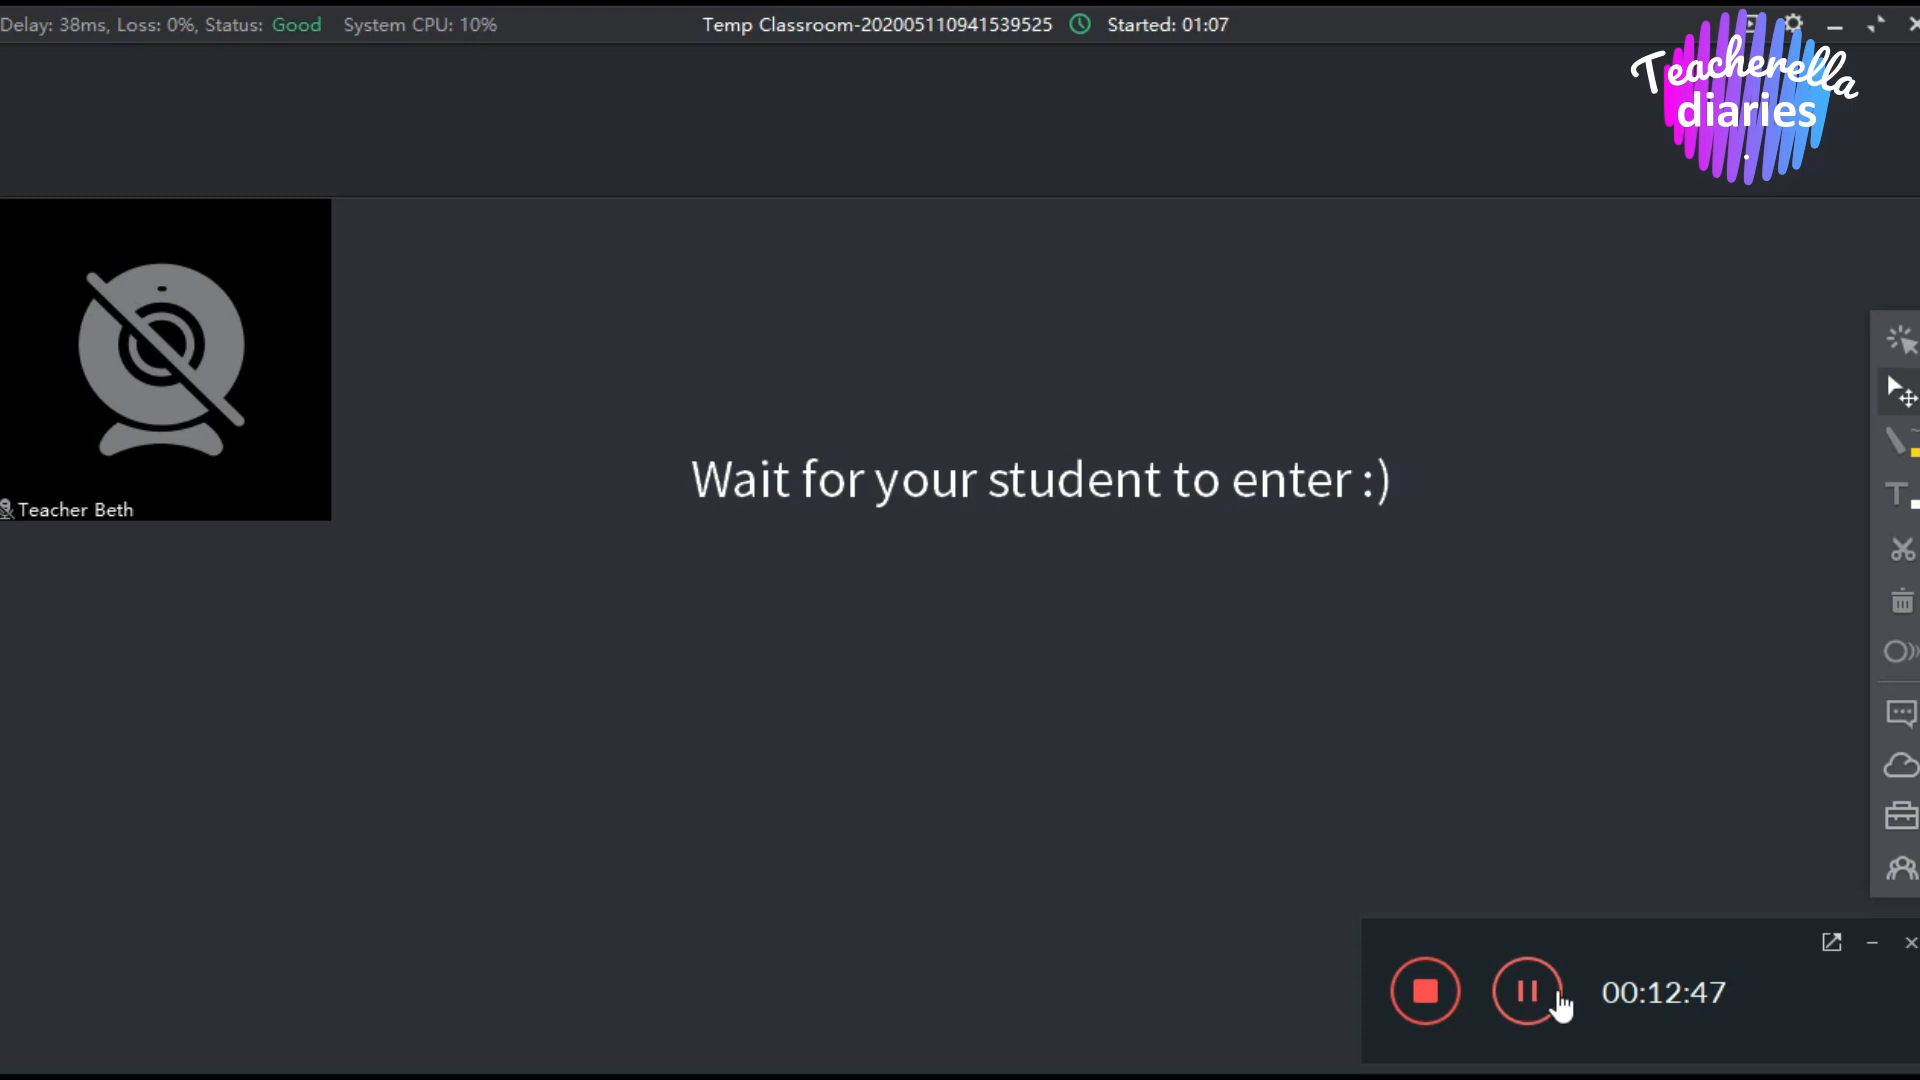 Delay: 38ms, Loss: 0%, Status: Good System CPU: 10%
Temp Classroom-202005110941539525 Started: 01:07
Teacherella
diaries
Wait for your student to enter :)
Teacher Beth
00:12:47